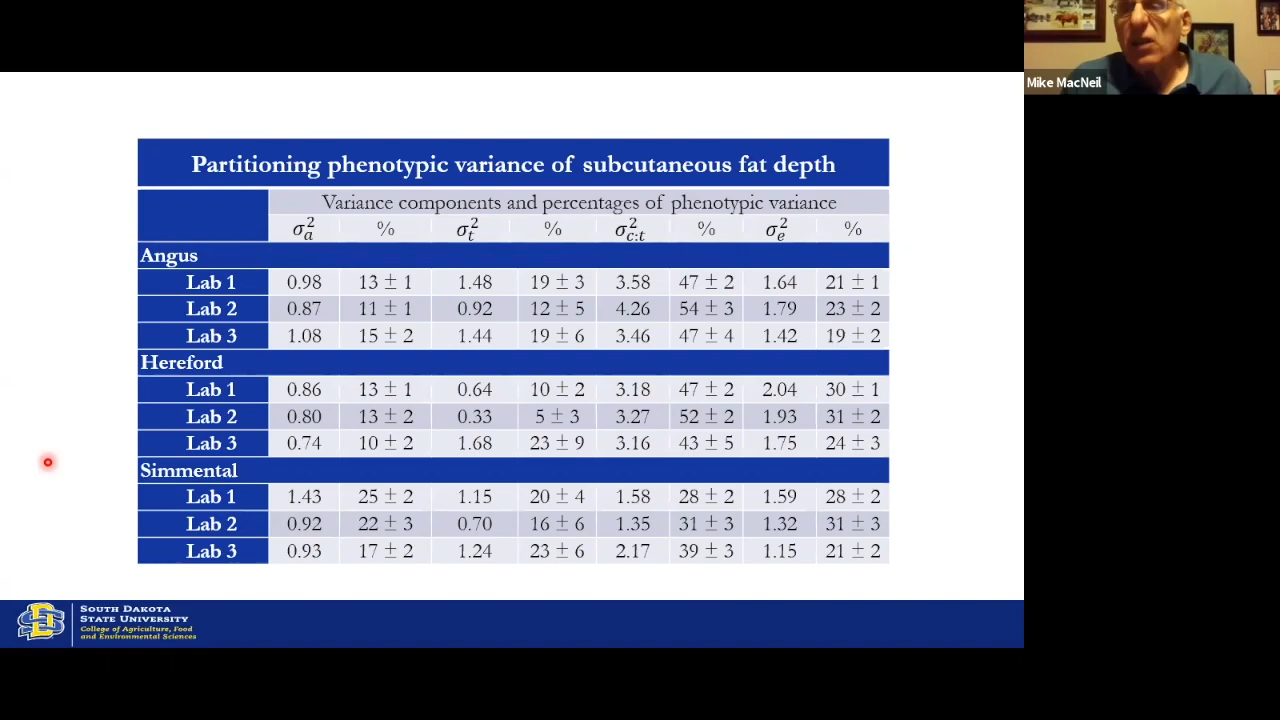 Mike MacNeil
Partitioning phenotypic variance of subcutaneous fat depth
Variance components and percentages of phenotypic variance
σ²a % σ²t % σ²c:t % σ²e %
Angus
Lab 1 0.98 13 ± 1 1.48 19 ± 3 3.58 47 ± 2 1.64 21 ± 1
Lab 2 0.87 11 ± 1 0.92 12 ± 5 4.26 54 ± 3 1.79 23 ± 2
Lab 3 1.08 15 ± 2 1.44 19 ± 6 3.46 47 ± 4 1.42 19 ± 2
Hereford
Lab 1 0.86 13 ± 1 0.64 10 ± 2 3.18 47 ± 2 2.04 30 ± 1
Lab 2 0.80 13 ± 2 0.33 5 ± 3 3.27 52 ± 2 1.93 31 ± 2
Lab 3 0.74 10 ± 2 1.68 23 ± 9 3.16 43 ± 5 1.75 24 ± 3
Simmental
Lab 1 1.43 25 ± 2 1.15 20 ± 4 1.58 28 ± 2 1.59 28 ± 2
Lab 2 0.92 22 ± 3 0.70 16 ± 6 1.35 31 ± 3 1.32 31 ± 3
Lab 3 0.93 17 ± 2 1.24 23 ± 6 2.17 39 ± 3 1.15 21 ± 2
SOUTH DAKOTA
STATE UNIVERSITY
College of Agriculture, Food
and Environmental Sciences